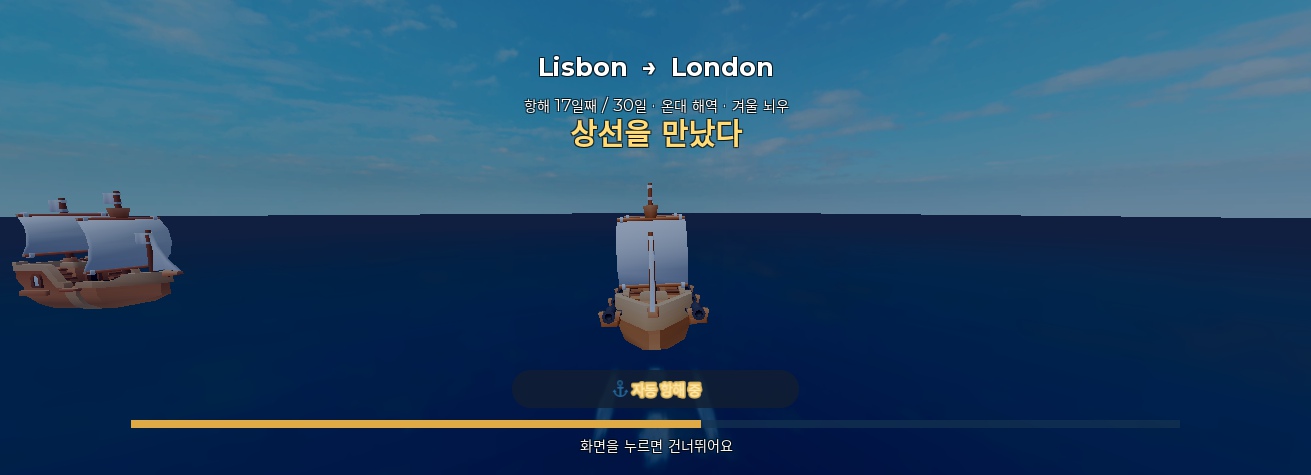 Lisbon → London
항해 17일째 / 30일 · 온대 해역 · 겨울 뇌우
상선을 만났다
⚓ 자동 항해 중
화면을 누르면 건너뛰어요